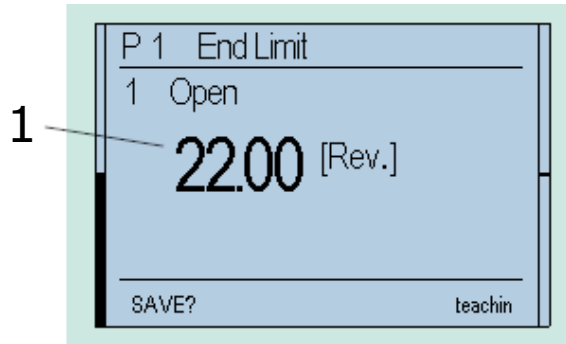 P 1 End Limit
1 Open
1
22.00 [Rev.]
SAVE? teachin